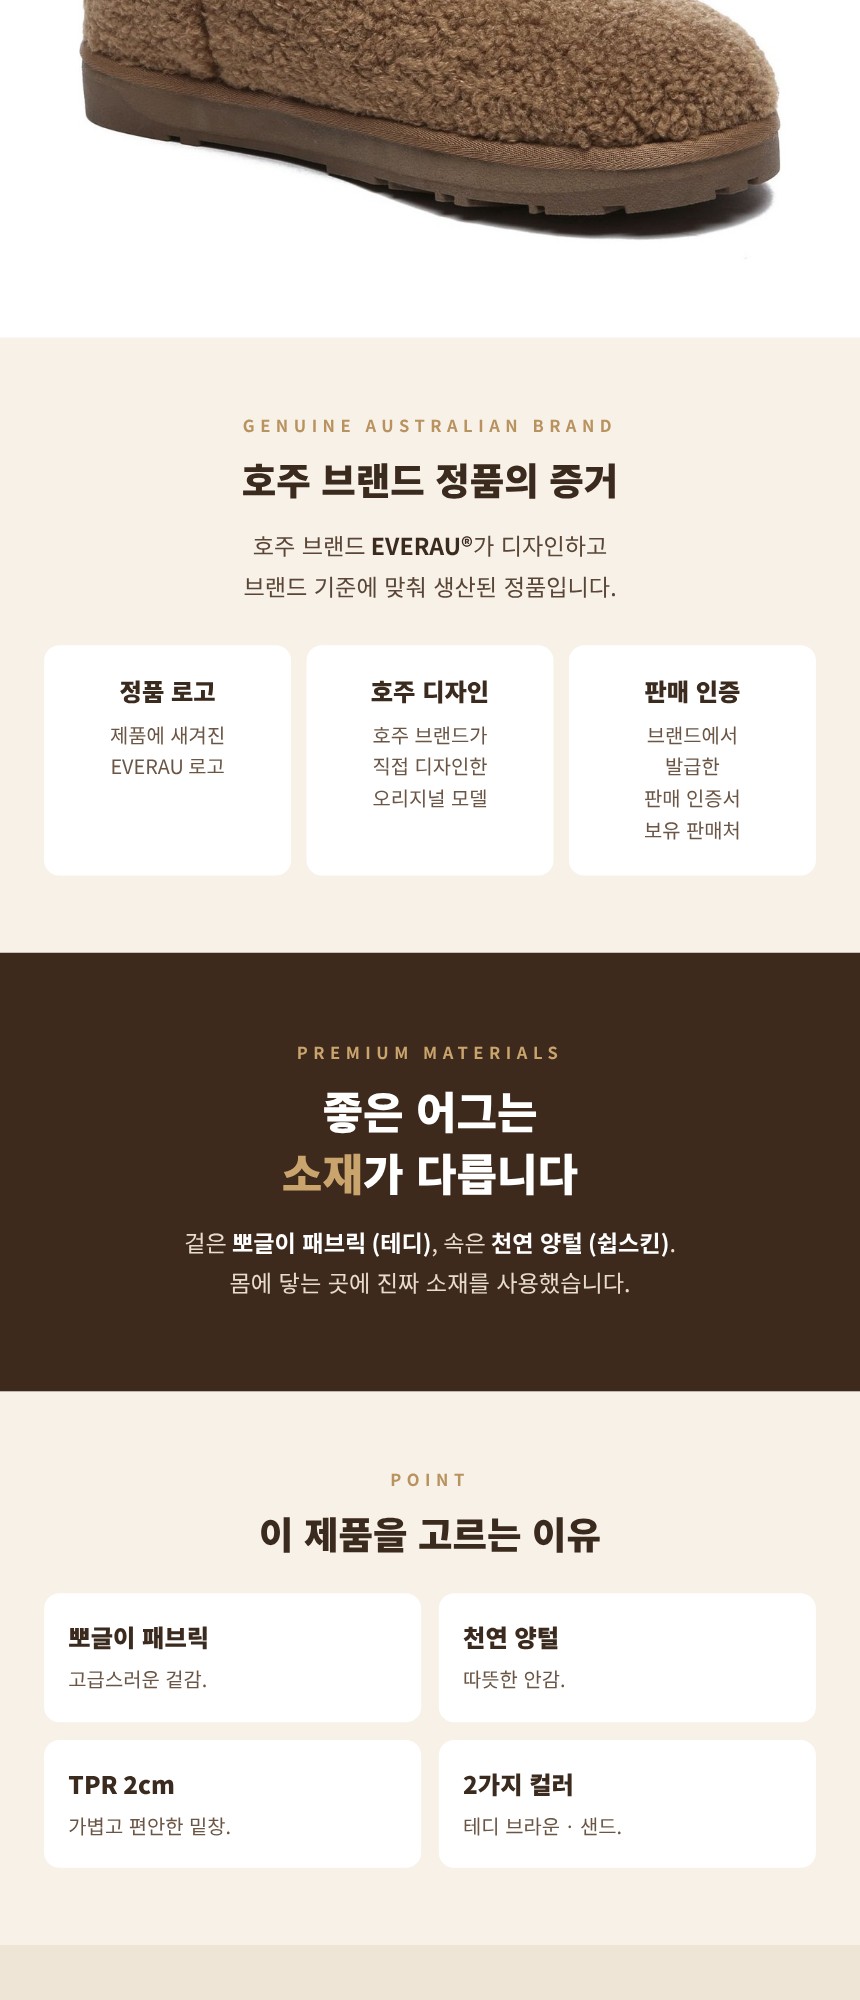 GENUINE AUSTRALIAN BRAND
호주 브랜드 정품의 증거
호주 브랜드 EVERAU®가 디자인하고
브랜드 기준에 맞춰 생산된 정품입니다.
정품 로고
제품에 새겨진
EVERAU 로고
호주 디자인
호주 브랜드가
직접 디자인한
오리지널 모델
판매 인증
브랜드에서
발급한
판매 인증서
보유 판매처
PREMIUM MATERIALS
좋은 어그는
소재가 다릅니다
겉은 뽀글이 패브릭 (테디), 속은 천연 양털 (쉽스킨).
몸에 닿는 곳에 진짜 소재를 사용했습니다.
POINT
이 제품을 고르는 이유
뽀글이 패브릭
고급스러운 겉감.
천연 양털
따뜻한 안감.
TPR 2cm
가볍고 편안한 밑창.
2가지 컬러
테디 브라운 · 샌드.